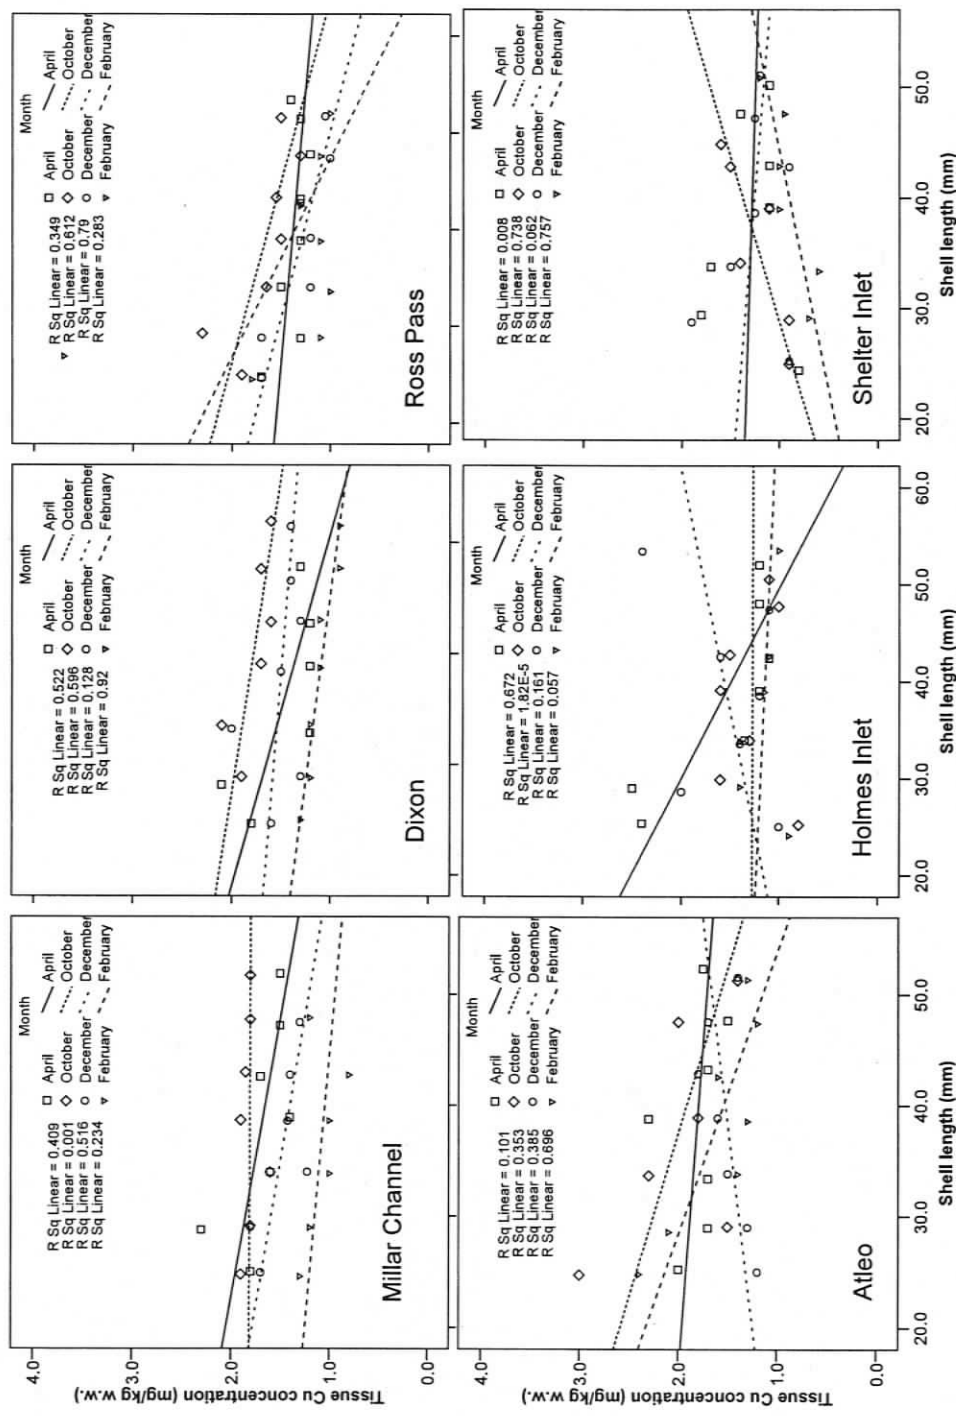 Month
April
October
December
February
April
October
December
February
R Sq Linear = 0.349
R Sq Linear = 0.612
R Sq Linear = 0.79
R Sq Linear = 0.283
Ross Pass
Month
April
October
December
February
April
October
December
February
R Sq Linear = 0.008
R Sq Linear = 0.738
R Sq Linear = 0.062
R Sq Linear = 0.757
Shelter Inlet
20.0
30.0
40.0
50.0
Shell length (mm)
Month
April
October
December
February
April
October
December
February
R Sq Linear = 0.522
R Sq Linear = 0.596
R Sq Linear = 0.128
R Sq Linear = 0.92
Dixon
Month
April
October
December
February
April
October
December
February
R Sq Linear = 0.672
R Sq Linear = 1.82E-5
R Sq Linear = 0.161
R Sq Linear = 0.057
Holmes Inlet
20.0
30.0
40.0
50.0
60.0
Shell length (mm)
Month
April
October
December
February
April
October
December
February
R Sq Linear = 0.409
R Sq Linear = 0.001
R Sq Linear = 0.516
R Sq Linear = 0.234
Millar Channel
4.0
3.0
2.0
1.0
0.0
Tissue Cu concentration (mg/kg w.w.)
Month
April
October
December
February
April
October
December
February
R Sq Linear = 0.101
R Sq Linear = 0.353
R Sq Linear = 0.385
R Sq Linear = 0.696
Atleo
4.0
3.0
2.0
1.0
0.0
Tissue Cu concentration (mg/kg w.w.)
20.0
30.0
40.0
50.0
Shell length (mm)